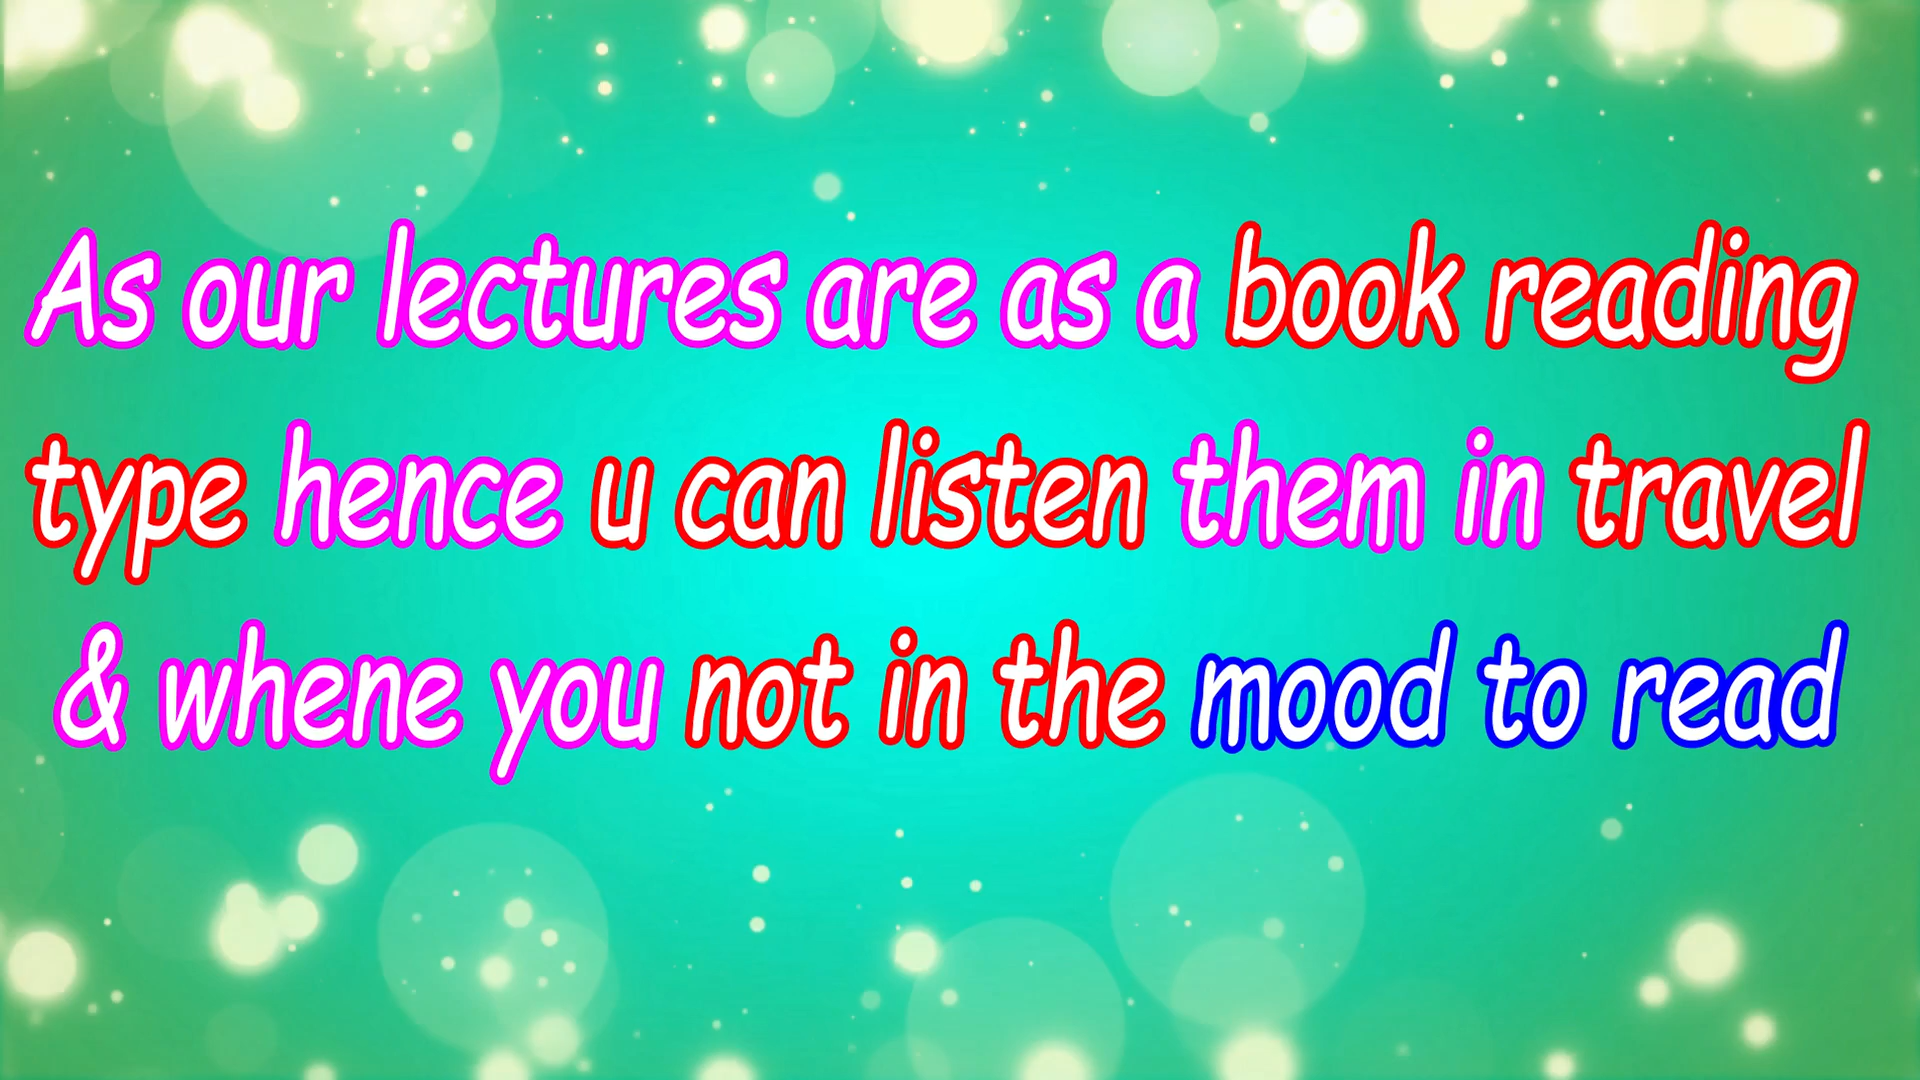 As our lectures are as a book reading
type hence u can listen them in travel
& whene you not in the mood to read